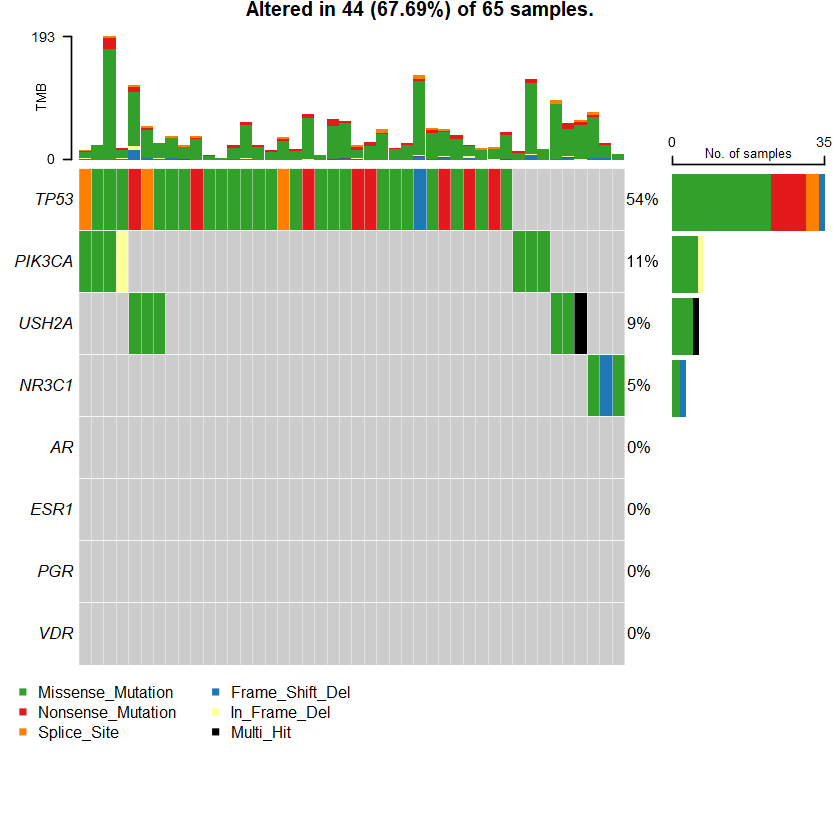 Altered in 44 (67.69%) of 65 samples.
193
TMB
0
0 35
No. of samples
TP53 54%
PIK3CA 11%
USH2A 9%
NR3C1 5%
AR 0%
ESR1 0%
PGR 0%
VDR 0%
Missense_Mutation Frame_Shift_Del
Nonsense_Mutation In_Frame_Del
Splice_Site Multi_Hit